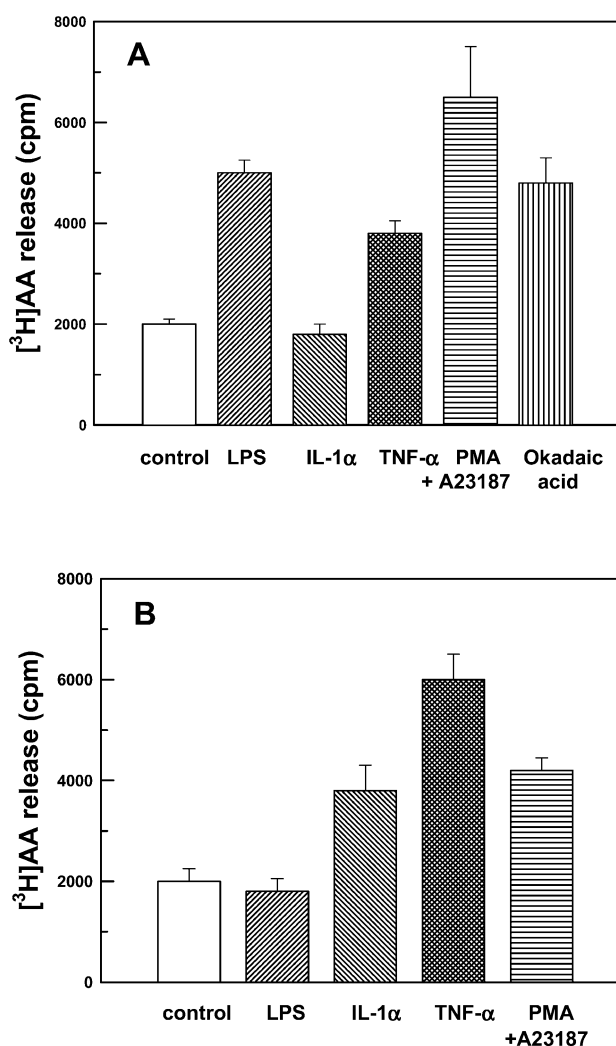 A
[³H]AA release (cpm)
8000
6000
4000
2000
0
control LPS IL-1α TNF-α PMA Okadaic
+ A23187 acid
B
[³H]AA release (cpm)
8000
6000
4000
2000
0
control LPS IL-1α TNF-α PMA
+A23187